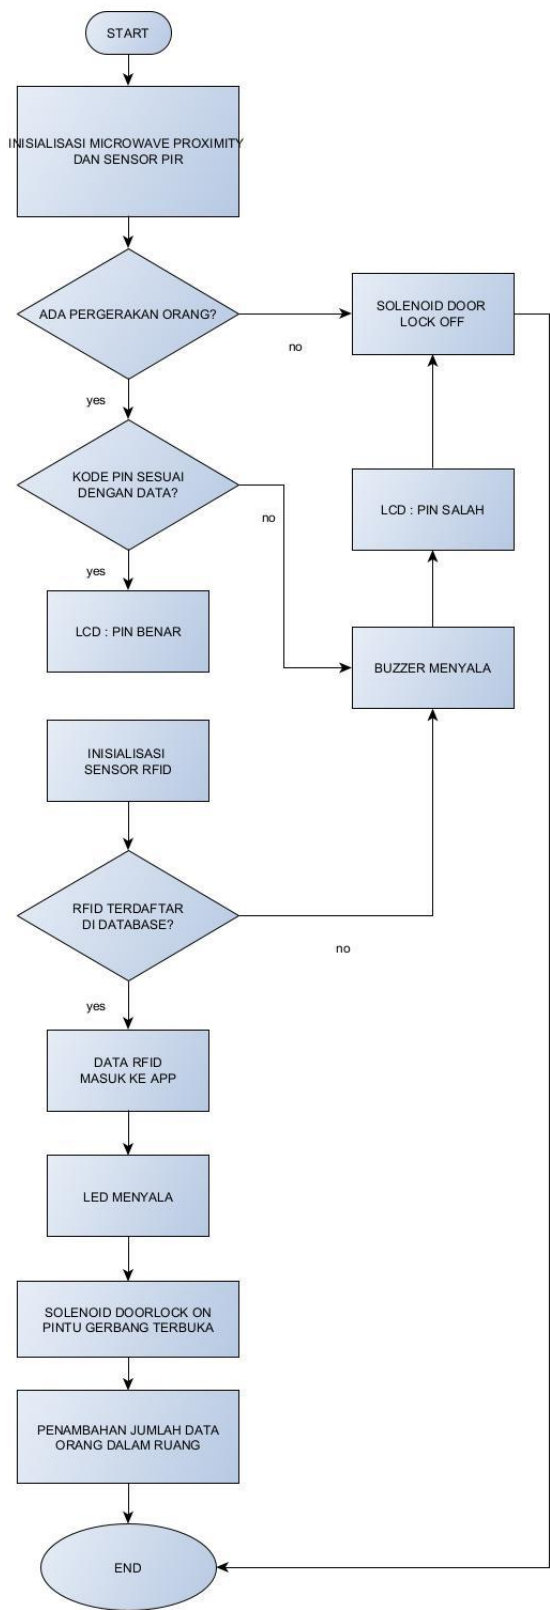 START
INISIALISASI MICROWAVE PROXIMITY
DAN SENSOR PIR
ADA PERGERAKAN ORANG?
no
SOLENOID DOOR
LOCK OFF
yes
KODE PIN SESUAI
DENGAN DATA?
no
LCD : PIN SALAH
yes
LCD : PIN BENAR
BUZZER MENYALA
INISIALISASI
SENSOR RFID
RFID TERDAFTAR
DI DATABASE?
no
yes
DATA RFID
MASUK KE APP
LED MENYALA
SOLENOID DOORLOCK ON
PINTU GERBANG TERBUKA
PENAMBAHAN JUMLAH DATA
ORANG DALAM RUANG
END